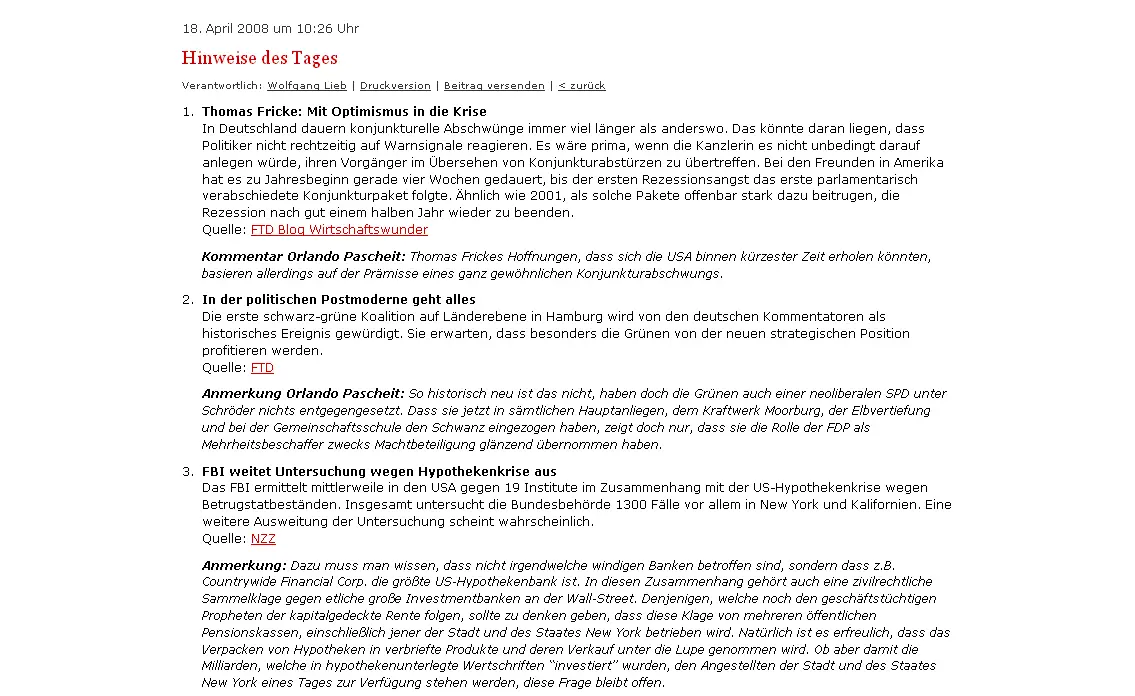 18. April 2008 um 10:26 Uhr
Hinweise des Tages
Verantwortlich: Wolfgang Lieb | Druckversion | Beitrag versenden | < zurück
1. Thomas Fricke: Mit Optimismus in die Krise
In Deutschland dauern konjunkturelle Abschwünge immer viel länger als anderswo. Das könnte daran liegen, dass
Politiker nicht rechtzeitig auf Warnsignale reagieren. Es wäre prima, wenn die Kanzlerin es nicht unbedingt darauf
anlegen würde, ihren Vorgänger im Übersehen von Konjunkturabstürzen zu übertreffen. Bei den Freunden in Amerika
hat es zu Jahresbeginn gerade vier Wochen gedauert, bis der ersten Rezessionsangst das erste parlamentarisch
verabschiedete Konjunkturpaket folgte. Ähnlich wie 2001, als solche Pakete offenbar stark dazu beitrugen, die
Rezession nach gut einem halben Jahr wieder zu beenden.
Quelle: FTD Blog Wirtschaftswunder
Kommentar Orlando Pascheit: Thomas Frickes Hoffnungen, dass sich die USA binnen kürzester Zeit erholen könnten,
basieren allerdings auf der Prämisse eines ganz gewöhnlichen Konjunkturabschwungs.
2. In der politischen Postmoderne geht alles
Die erste schwarz-grüne Koalition auf Länderebene in Hamburg wird von den deutschen Kommentatoren als
historisches Ereignis gewürdigt. Sie erwarten, dass besonders die Grünen von der neuen strategischen Position
profitieren werden.
Quelle: FTD
Anmerkung Orlando Pascheit: So historisch neu ist das nicht, haben doch die Grünen auch einer neoliberalen SPD unter
Schröder nichts entgegengesetzt. Dass sie jetzt in sämtlichen Hauptanliegen, dem Kraftwerk Moorburg, der Elbvertiefung
und bei der Gemeinschaftsschule den Schwanz eingezogen haben, zeigt doch nur, dass sie die Rolle der FDP als
Mehrheitsbeschaffer zwecks Machtbeteiligung glänzend übernommen haben.
3. FBI weitet Untersuchung wegen Hypothekenkrise aus
Das FBI ermittelt mittlerweile in den USA gegen 19 Institute im Zusammenhang mit der US-Hypothekenkrise wegen
Betrugstatbeständen. Insgesamt untersucht die Bundesbehörde 1300 Fälle vor allem in New York und Kalifornien. Eine
weitere Ausweitung der Untersuchung scheint wahrscheinlich.
Quelle: NZZ
Anmerkung: Dazu muss man wissen, dass nicht irgendwelche windigen Banken betroffen sind, sondern dass z.B.
Countrywide Financial Corp. die größte US-Hypothekenbank ist. In diesen Zusammenhang gehört auch eine zivilrechtliche
Sammelklage gegen etliche große Investmentbanken an der Wall-Street. Denjenigen, welche noch den geschäftstüchtigen
Propheten der kapitalgedeckte Rente folgen, sollte zu denken geben, dass diese Klage von mehreren öffentlichen
Pensionskassen, einschließlich jener der Stadt und des Staates New York betrieben wird. Natürlich ist es erfreulich, dass das
Verpacken von Hypotheken in verbriefte Produkte und deren Verkauf unter die Lupe genommen wird. Ob aber damit die
Milliarden, welche in hypothekenunterlegte Wertschriften “investiert” wurden, den Angestellten der Stadt und des Staates
New York eines Tages zur Verfügung stehen werden, diese Frage bleibt offen.